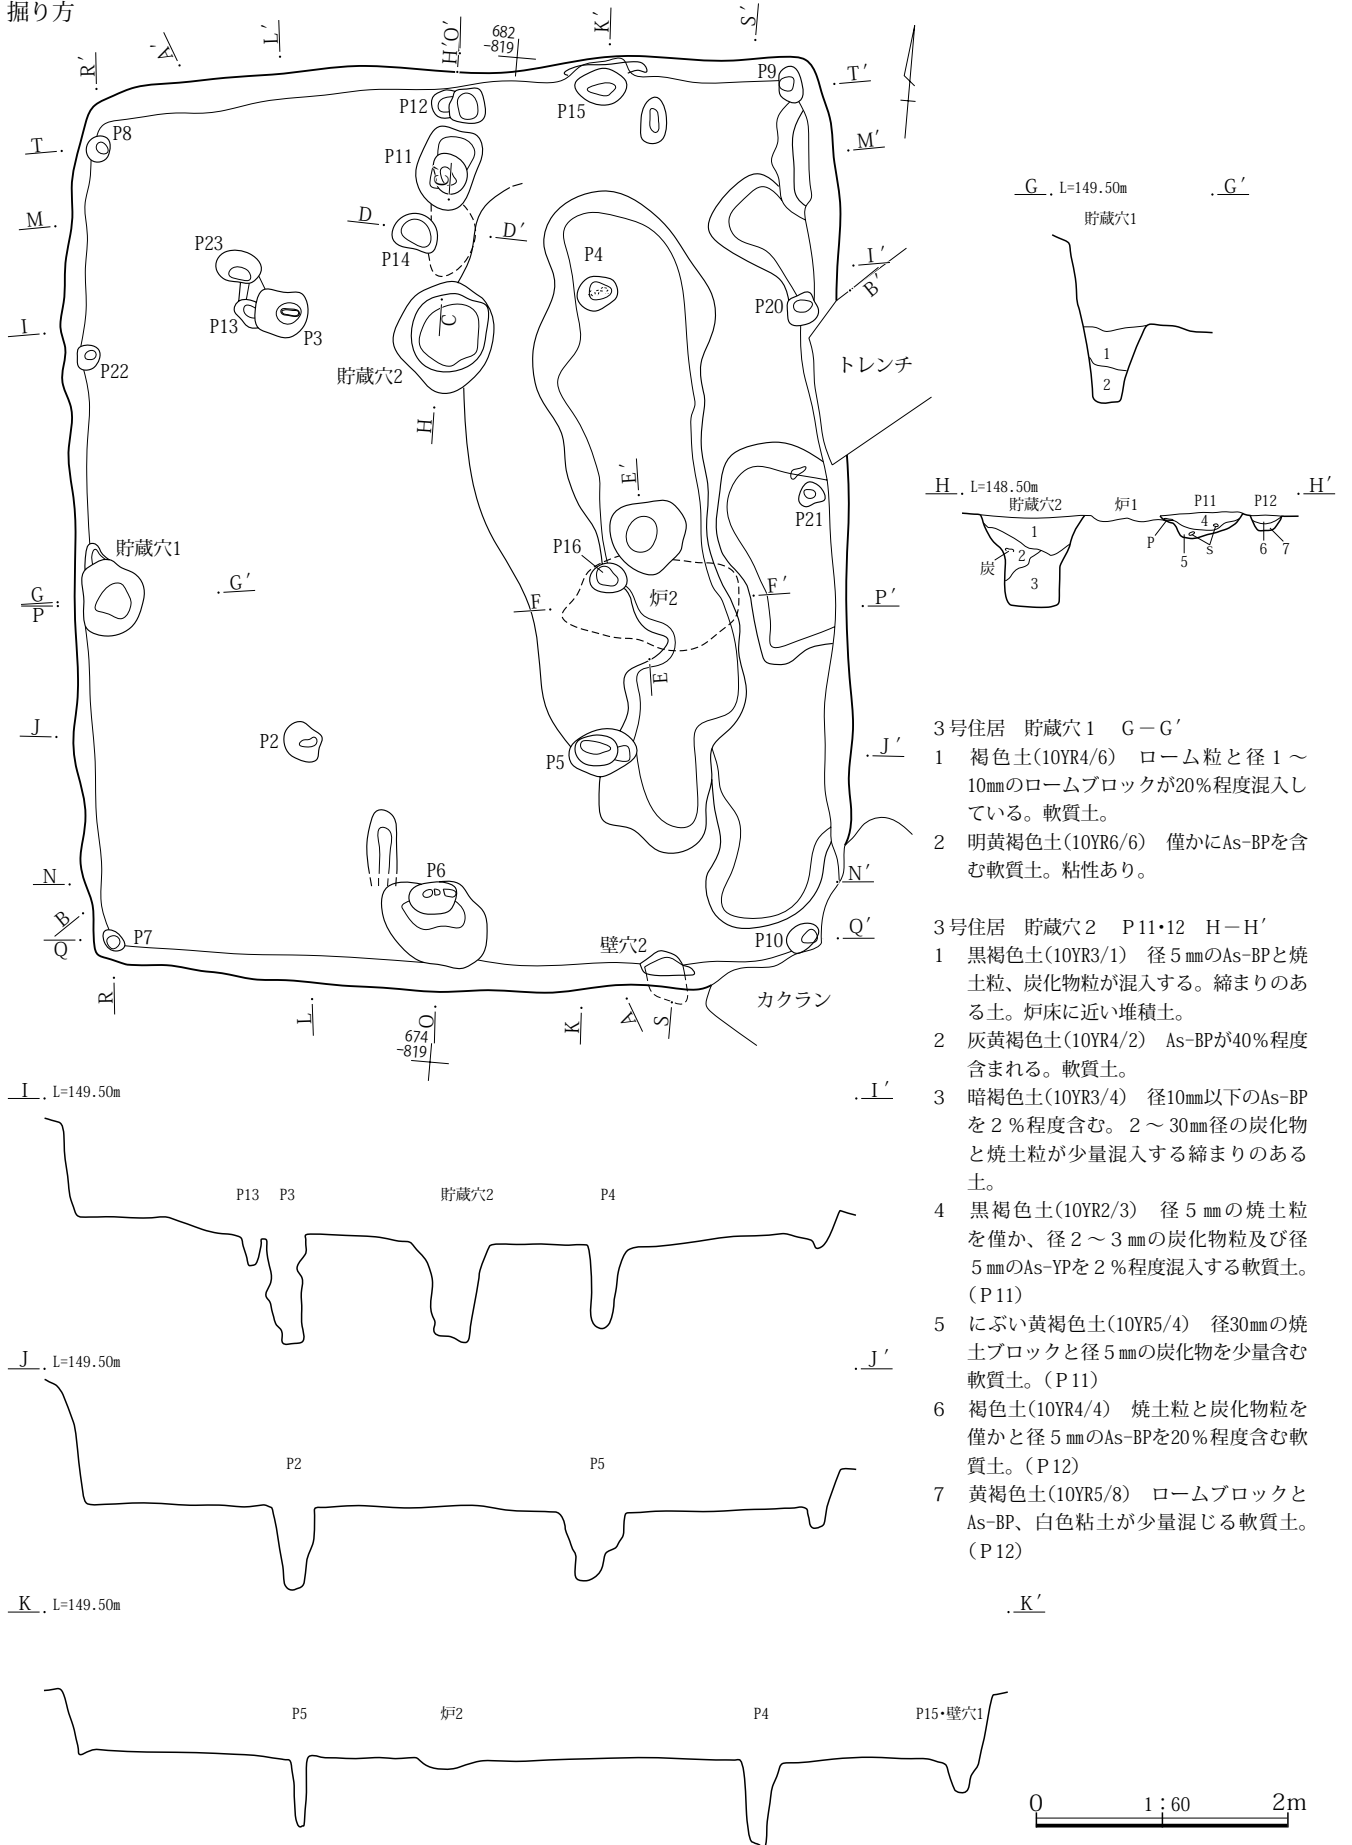 掘り方
R′
A′
L′
H′O′
682
-819
K′
S′
P9
T′
P12
P15
T
P8
P11
C′
M′
M
D
D′
P23
P14
P4
I′
B′
P20
I
P13
P3
C
トレンチ
P22
貯蔵穴2
H
E′
P21
貯蔵穴1
P16
G
P
G′
F
炉2
F′
P′
E
J
P2
P5
J′
N
P6
N′
B
Q
P7
壁穴2
P10
Q′
カクラン
R
L
O
K
A
S
674
-819
G L=149.50m G′
貯蔵穴1
1
2
H L=148.50m H′
貯蔵穴2 炉1 P11 P12
1
4
2
炭
P
s
3
5
6
7
3号住居 貯蔵穴1 G-G′
1 褐色土(10YR4/6) ローム粒と径1～
10㎜のロームブロックが20％程度混入し
ている。軟質土。
2 明黄褐色土(10YR6/6) 僅かにAs-BPを含
む軟質土。粘性あり。
3号住居 貯蔵穴2 P11・12 H-H′
1 黒褐色土(10YR3/1) 径5㎜のAs-BPと焼
土粒、炭化物粒が混入する。締まりのあ
る土。炉床に近い堆積土。
2 灰黄褐色土(10YR4/2) As-BPが40％程度
含まれる。軟質土。
3 暗褐色土(10YR3/4) 径10㎜以下のAs-BP
を2％程度含む。2～30㎜径の炭化物
と焼土粒が少量混入する締まりのある
土。
4 黒褐色土(10YR2/3) 径5㎜の焼土粒
を僅か、径2～3㎜の炭化物粒及び径
5㎜のAs-YPを2％程度混入する軟質土。
(P11)
5 にぶい黄褐色土(10YR5/4) 径30㎜の焼
土ブロックと径5㎜の炭化物を少量含む
軟質土。(P11)
6 褐色土(10YR4/4) 焼土粒と炭化物粒を
僅かと径5㎜のAs-BPを20％程度含む軟
質土。(P12)
7 黄褐色土(10YR5/8) ロームブロックと
As-BP、白色粘土が少量混じる軟質土。
(P12)
I L=149.50m I′
P13 P3 貯蔵穴2 P4
J L=149.50m J′
P2 P5
K L=149.50m K′
P5 炉2 P4 P15・壁穴1
0 1：60 2m